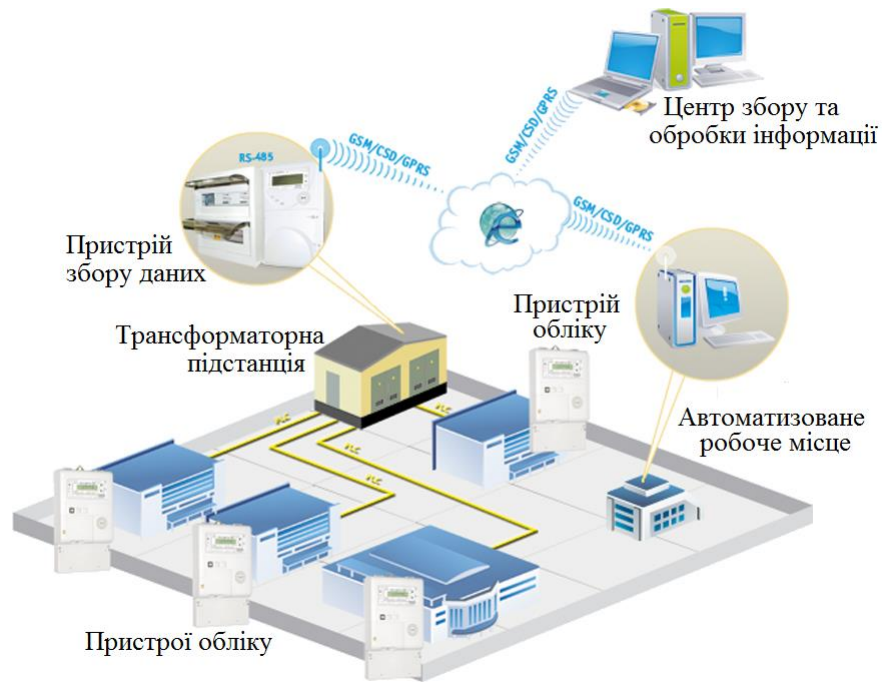 Центр збору та
обробки інформації
GSM/CSD/GPRS
GSM/CSD/GPRS
RS-485
GSM/CSD/GPRS
Пристрій
збору даних
Пристрій
обліку
Трансформаторна
підстанція
Автоматизоване
робоче місце
PLC
PLC
PLC
PLC
Пристрої обліку